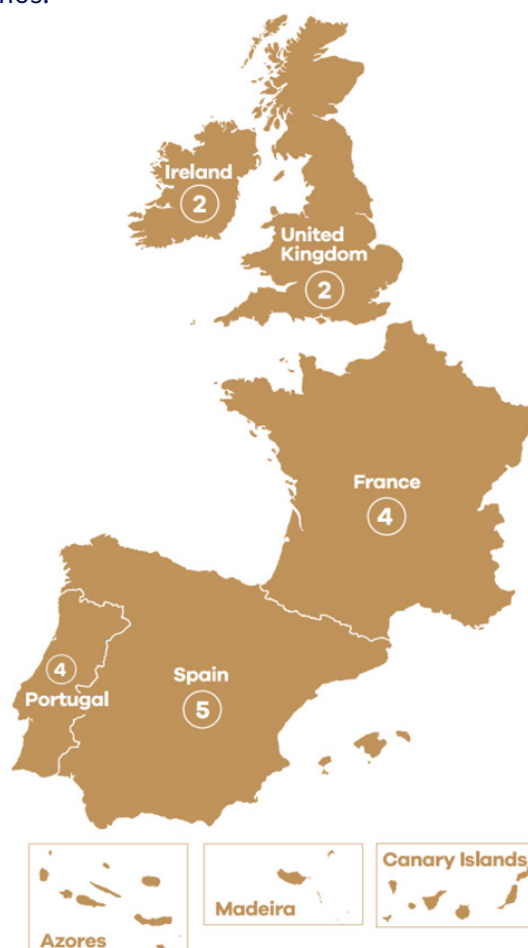 Ireland
2
United
Kingdom
2
France
4
4
Portugal
Spain
5
Azores
Madeira
Canary Islands